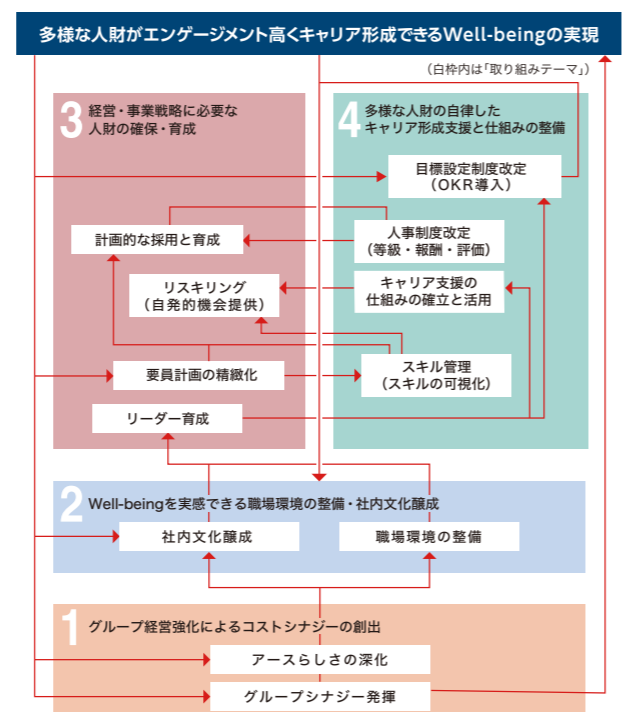 多様な人財がエンゲージメント高くキャリア形成できるWell-beingの実現
（白枠内は「取り組みテーマ」）
3
経営・事業戦略に必要な
人財の確保・育成
計画的な採用と育成
リスキリング
（自発的機会提供）
要員計画の精緻化
リーダー育成
4
多様な人財の自律した
キャリア形成支援と仕組みの整備
目標設定制度改定
（OKR導入）
人事制度改定
（等級・報酬・評価）
キャリア支援の
仕組みの確立と活用
スキル管理
（スキルの可視化）
2
Well-beingを実感できる職場環境の整備・社内文化醸成
社内文化醸成
職場環境の整備
1
グループ経営強化によるコストシナジーの創出
アースらしさの深化
グループシナジー発揮